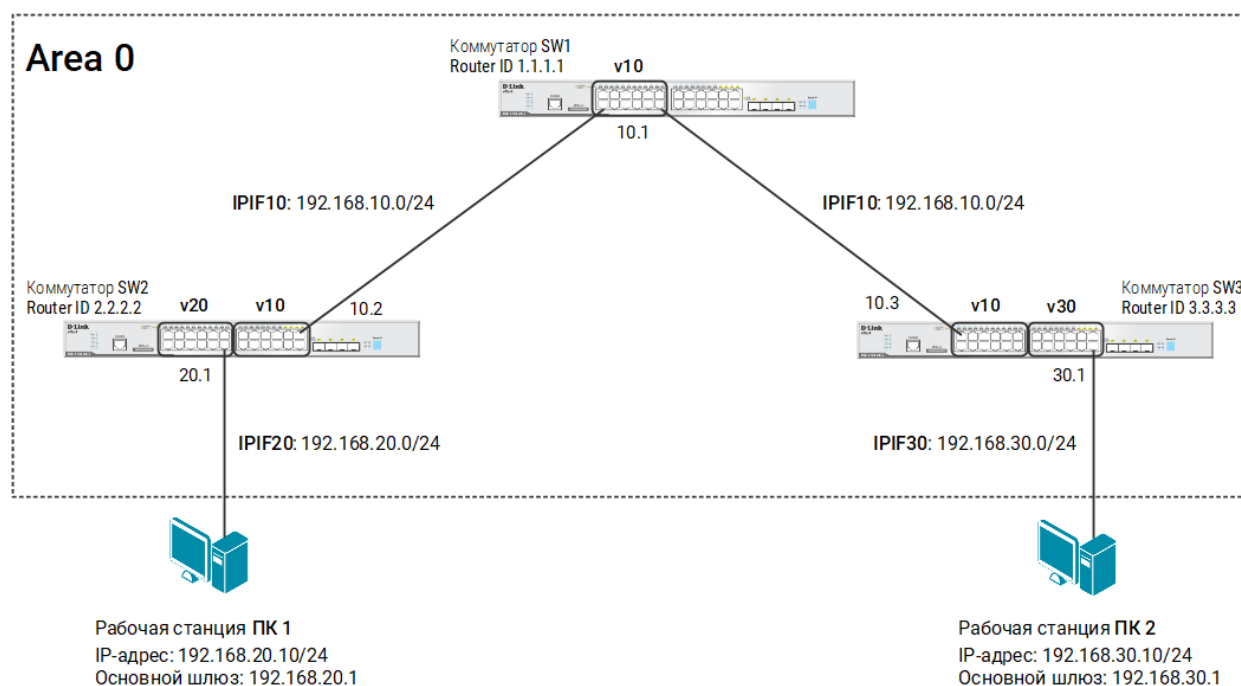 Area 0
Коммутатор SW1
Router ID 1.1.1.1
v10
D-Link
10.1
IPIF10: 192.168.10.0/24
IPIF10: 192.168.10.0/24
Коммутатор SW2
Router ID 2.2.2.2
v20
v10
10.2
D-Link
20.1
10.3
v10
v30
Коммутатор SW3
Router ID 3.3.3.3
D-Link
30.1
IPIF20: 192.168.20.0/24
IPIF30: 192.168.30.0/24
Рабочая станция ПК 1
IP-адрес: 192.168.20.10/24
Основной шлюз: 192.168.20.1
Рабочая станция ПК 2
IP-адрес: 192.168.30.10/24
Основной шлюз: 192.168.30.1